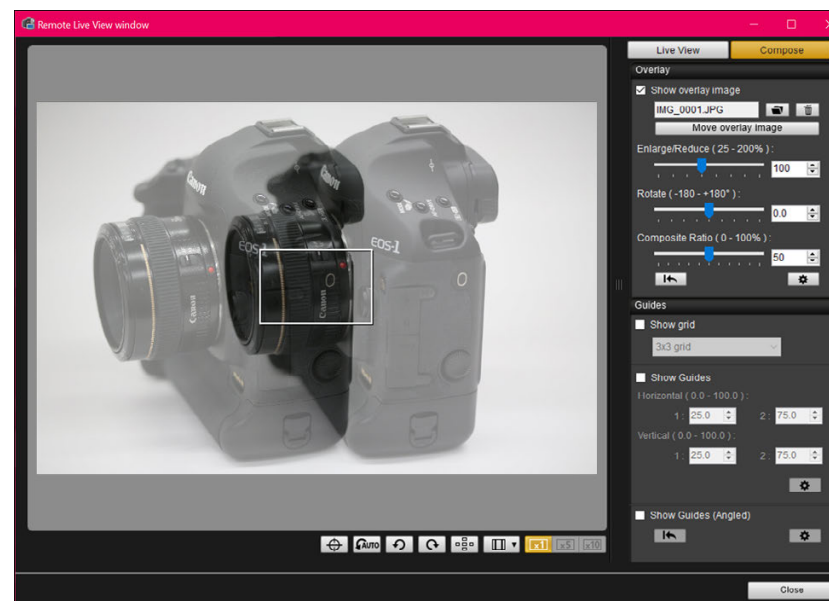 Remote Live View window
Live View Compose
Overlay
Show overlay image
IMG_0001.JPG
Move overlay image
Enlarge/Reduce ( 25 - 200% ) :
100
Rotate ( -180 - +180° ) :
0.0
Composite Ratio ( 0 - 100% ) :
50
Guides
Show grid
3x3 grid
Show Guides
Horizontal ( 0.0 - 100.0 ) :
1 : 25.0 2 : 75.0
Vertical ( 0.0 - 100.0 ) :
1 : 25.0 2 : 75.0
Show Guides (Angled)
Canon
Canon
EOS-1
EOS-1
Canon
Canon
AUTO
x1 x5 x10
Close